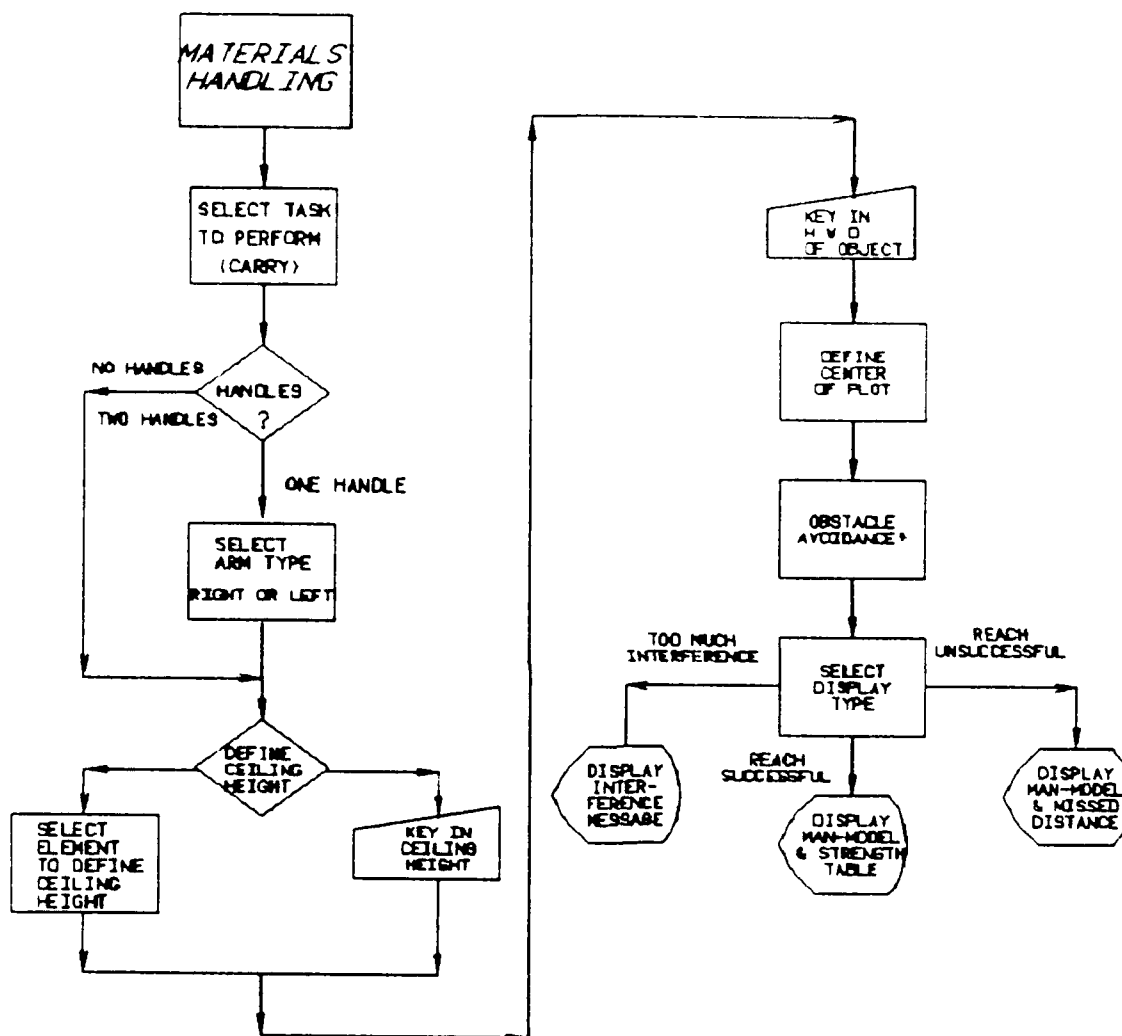 MATERIALS
HANDLING
SELECT TASK
TO PERFORM
(CARRY)
NO HANDLES
TWO HANDLES
HANDLES
?
ONE HANDLE
SELECT
ARM TYPE
RIGHT OR LEFT
DEFINE
CEILING
HEIGHT
SELECT
ELEMENT
TO DEFINE
CEILING
HEIGHT
KEY IN
CEILING
HEIGHT
KEY IN
H W D
OF OBJECT
DEFINE
CENTER
OF PLOT
OBSTACLE
AVOIDANCE*
TOO MUCH
INTERFERENCE
SELECT
DISPLAY
TYPE
REACH
UNSUCCESSFUL
REACH
SUCCESSFUL
DISPLAY
INTER-
FERENCE
MESSAGE
DISPLAY
MAN-MODEL
& STRENGTH
TABLE
DISPLAY
MAN-MODEL
& MISSED
DISTANCE